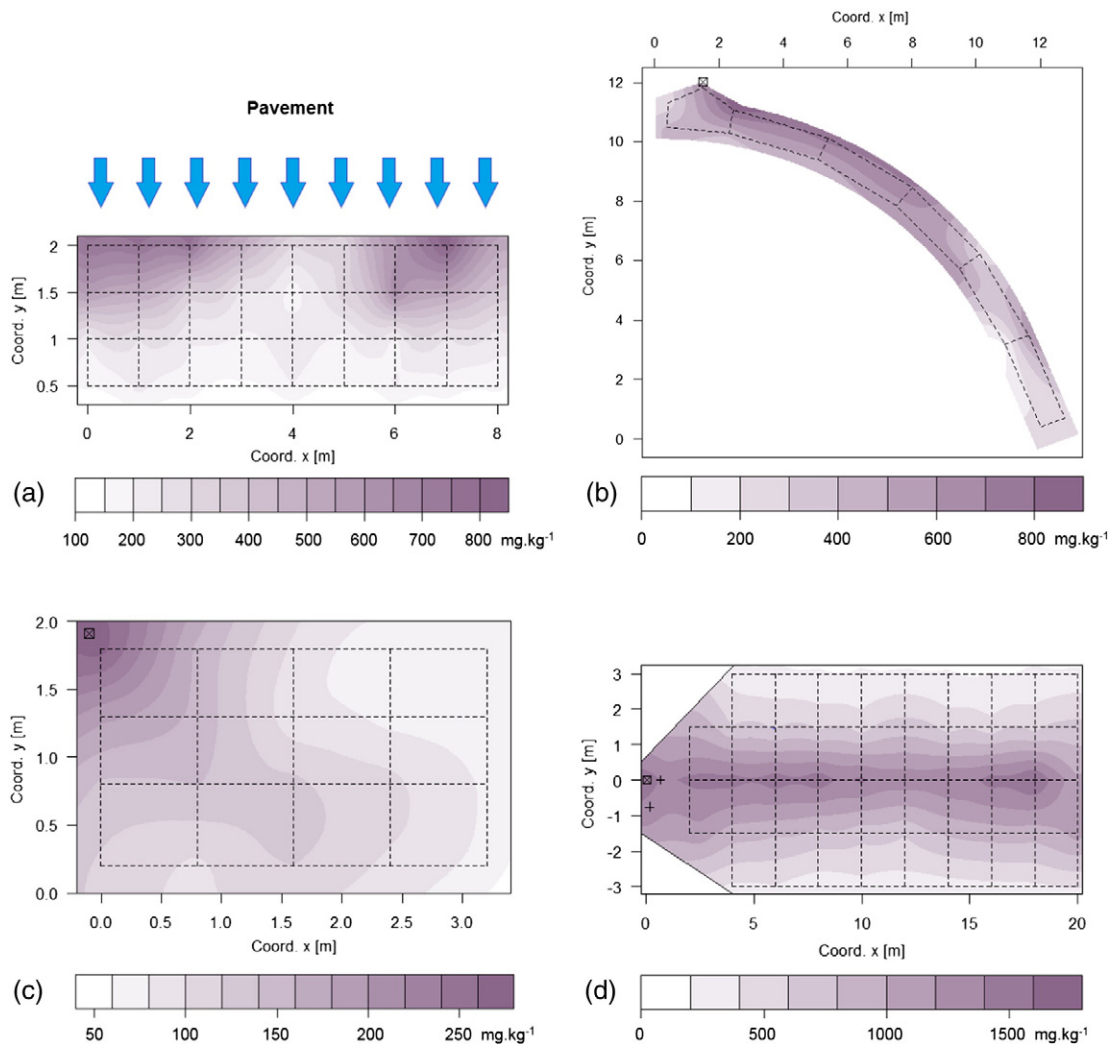 Pavement
Coord. y [m]
2
1.5
1
0.5
0 2 4 6 8
Coord. x [m]
(a)
100 200 300 400 500 600 700 800 mg.kg-1
Coord. x [m]
0 2 4 6 8 10 12
Coord. y [m]
12
10
8
6
4
2
0
(b)
0 200 400 600 800 mg.kg-1
Coord. y [m]
2.0
1.5
1.0
0.5
0.0
0.0 0.5 1.0 1.5 2.0 2.5 3.0
Coord. x [m]
(c)
50 100 150 200 250 mg.kg-1
Coord. y [m]
3
2
1
0
-1
-2
-3
0 5 10 15 20
Coord. x [m]
(d)
0 500 1000 1500 mg.kg-1